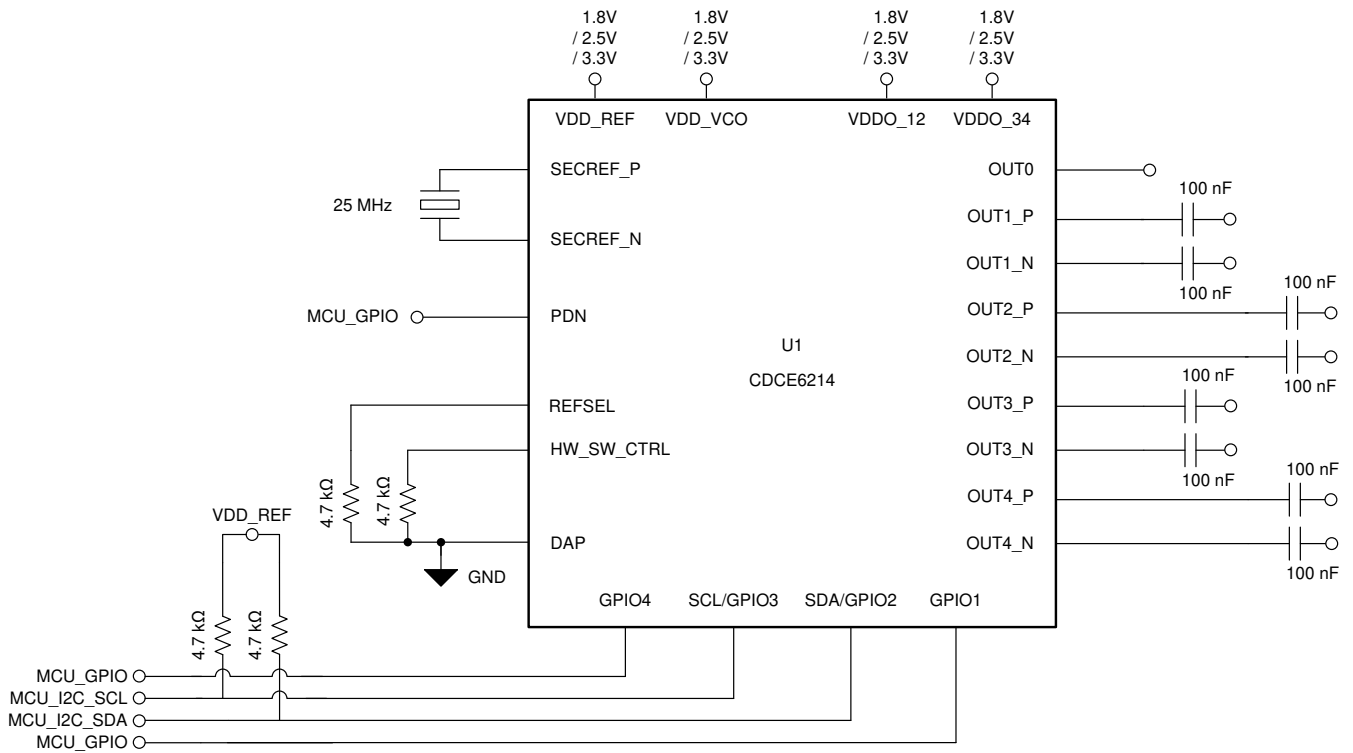 1.8V
/ 2.5V
/ 3.3V
1.8V
/ 2.5V
/ 3.3V
1.8V
/ 2.5V
/ 3.3V
1.8V
/ 2.5V
/ 3.3V
VDD_REF
VDD_VCO
VDDO_12
VDDO_34
SECREF_P
25 MHz
SECREF_N
MCU_GPIO
PDN
REFSEL
HW_SW_CTRL
4.7 kΩ
4.7 kΩ
DAP
GND
U1
CDCE6214
OUT0
OUT1_P
100 nF
OUT1_N
100 nF
OUT2_P
100 nF
OUT2_N
100 nF
OUT3_P
100 nF
OUT3_N
100 nF
OUT4_P
100 nF
OUT4_N
100 nF
GPIO4
SCL/GPIO3
SDA/GPIO2
GPIO1
VDD_REF
4.7 kΩ
4.7 kΩ
MCU_GPIO
MCU_I2C_SCL
MCU_I2C_SDA
MCU_GPIO